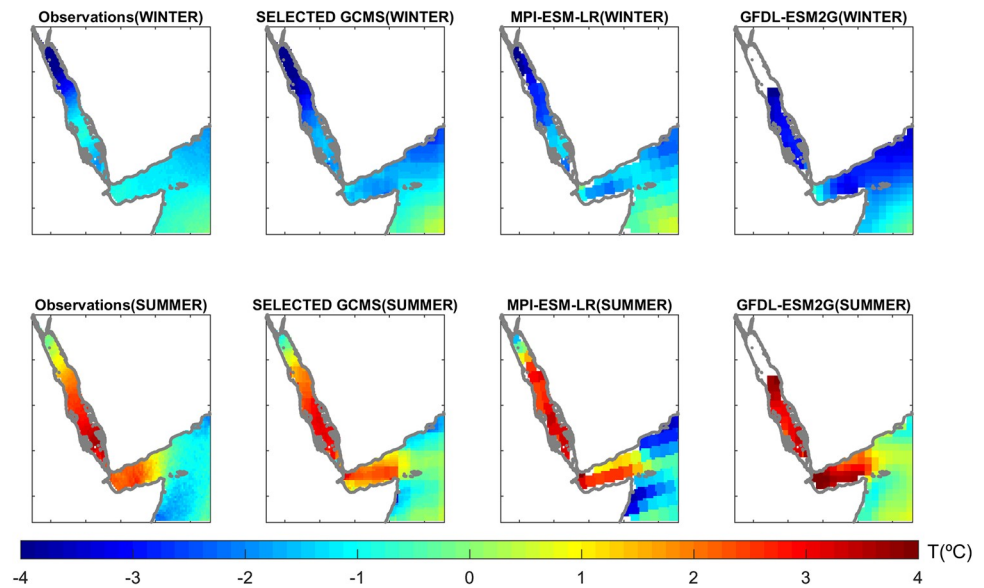 Observations(WINTER) SELECTED GCMS(WINTER) MPI-ESM-LR(WINTER) GFDL-ESM2G(WINTER)
Observations(SUMMER) SELECTED GCMS(SUMMER) MPI-ESM-LR(SUMMER) GFDL-ESM2G(SUMMER)
T(ºC)
-4 -3 -2 -1 0 1 2 3 4